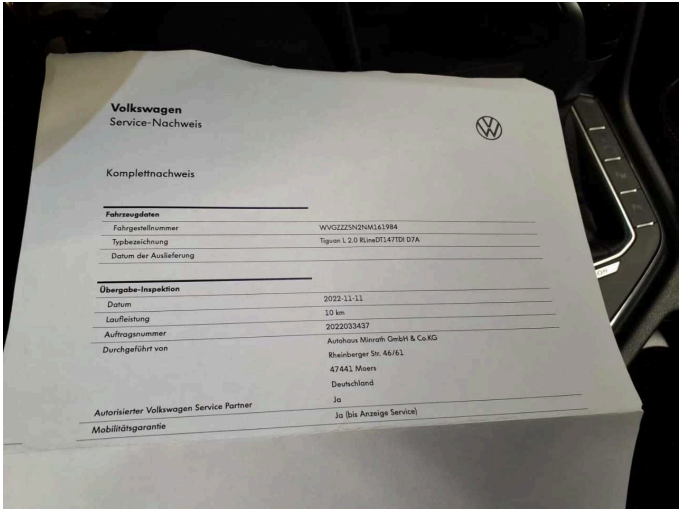 Volkswagen
Service-Nachweis
Komplettnachweis
Fahrzeugdaten
Fahrgestellnummer WVGZZZ5N2NM161984
Typbezeichnung Tiguan L 2.0 RLineDT147TDI D7A
Datum der Auslieferung
Übergabe-Inspektion
Datum 2022-11-11
Laufleistung 10 km
Auftragsnummer 2022033437
Durchgeführt von Autohaus Minrath GmbH & Co.KG
Rheinberger Str. 46/61
47441 Moers
Deutschland
Autorisierter Volkswagen Service Partner Ja
Mobilitätsgarantie Ja (bis Anzeige Service)